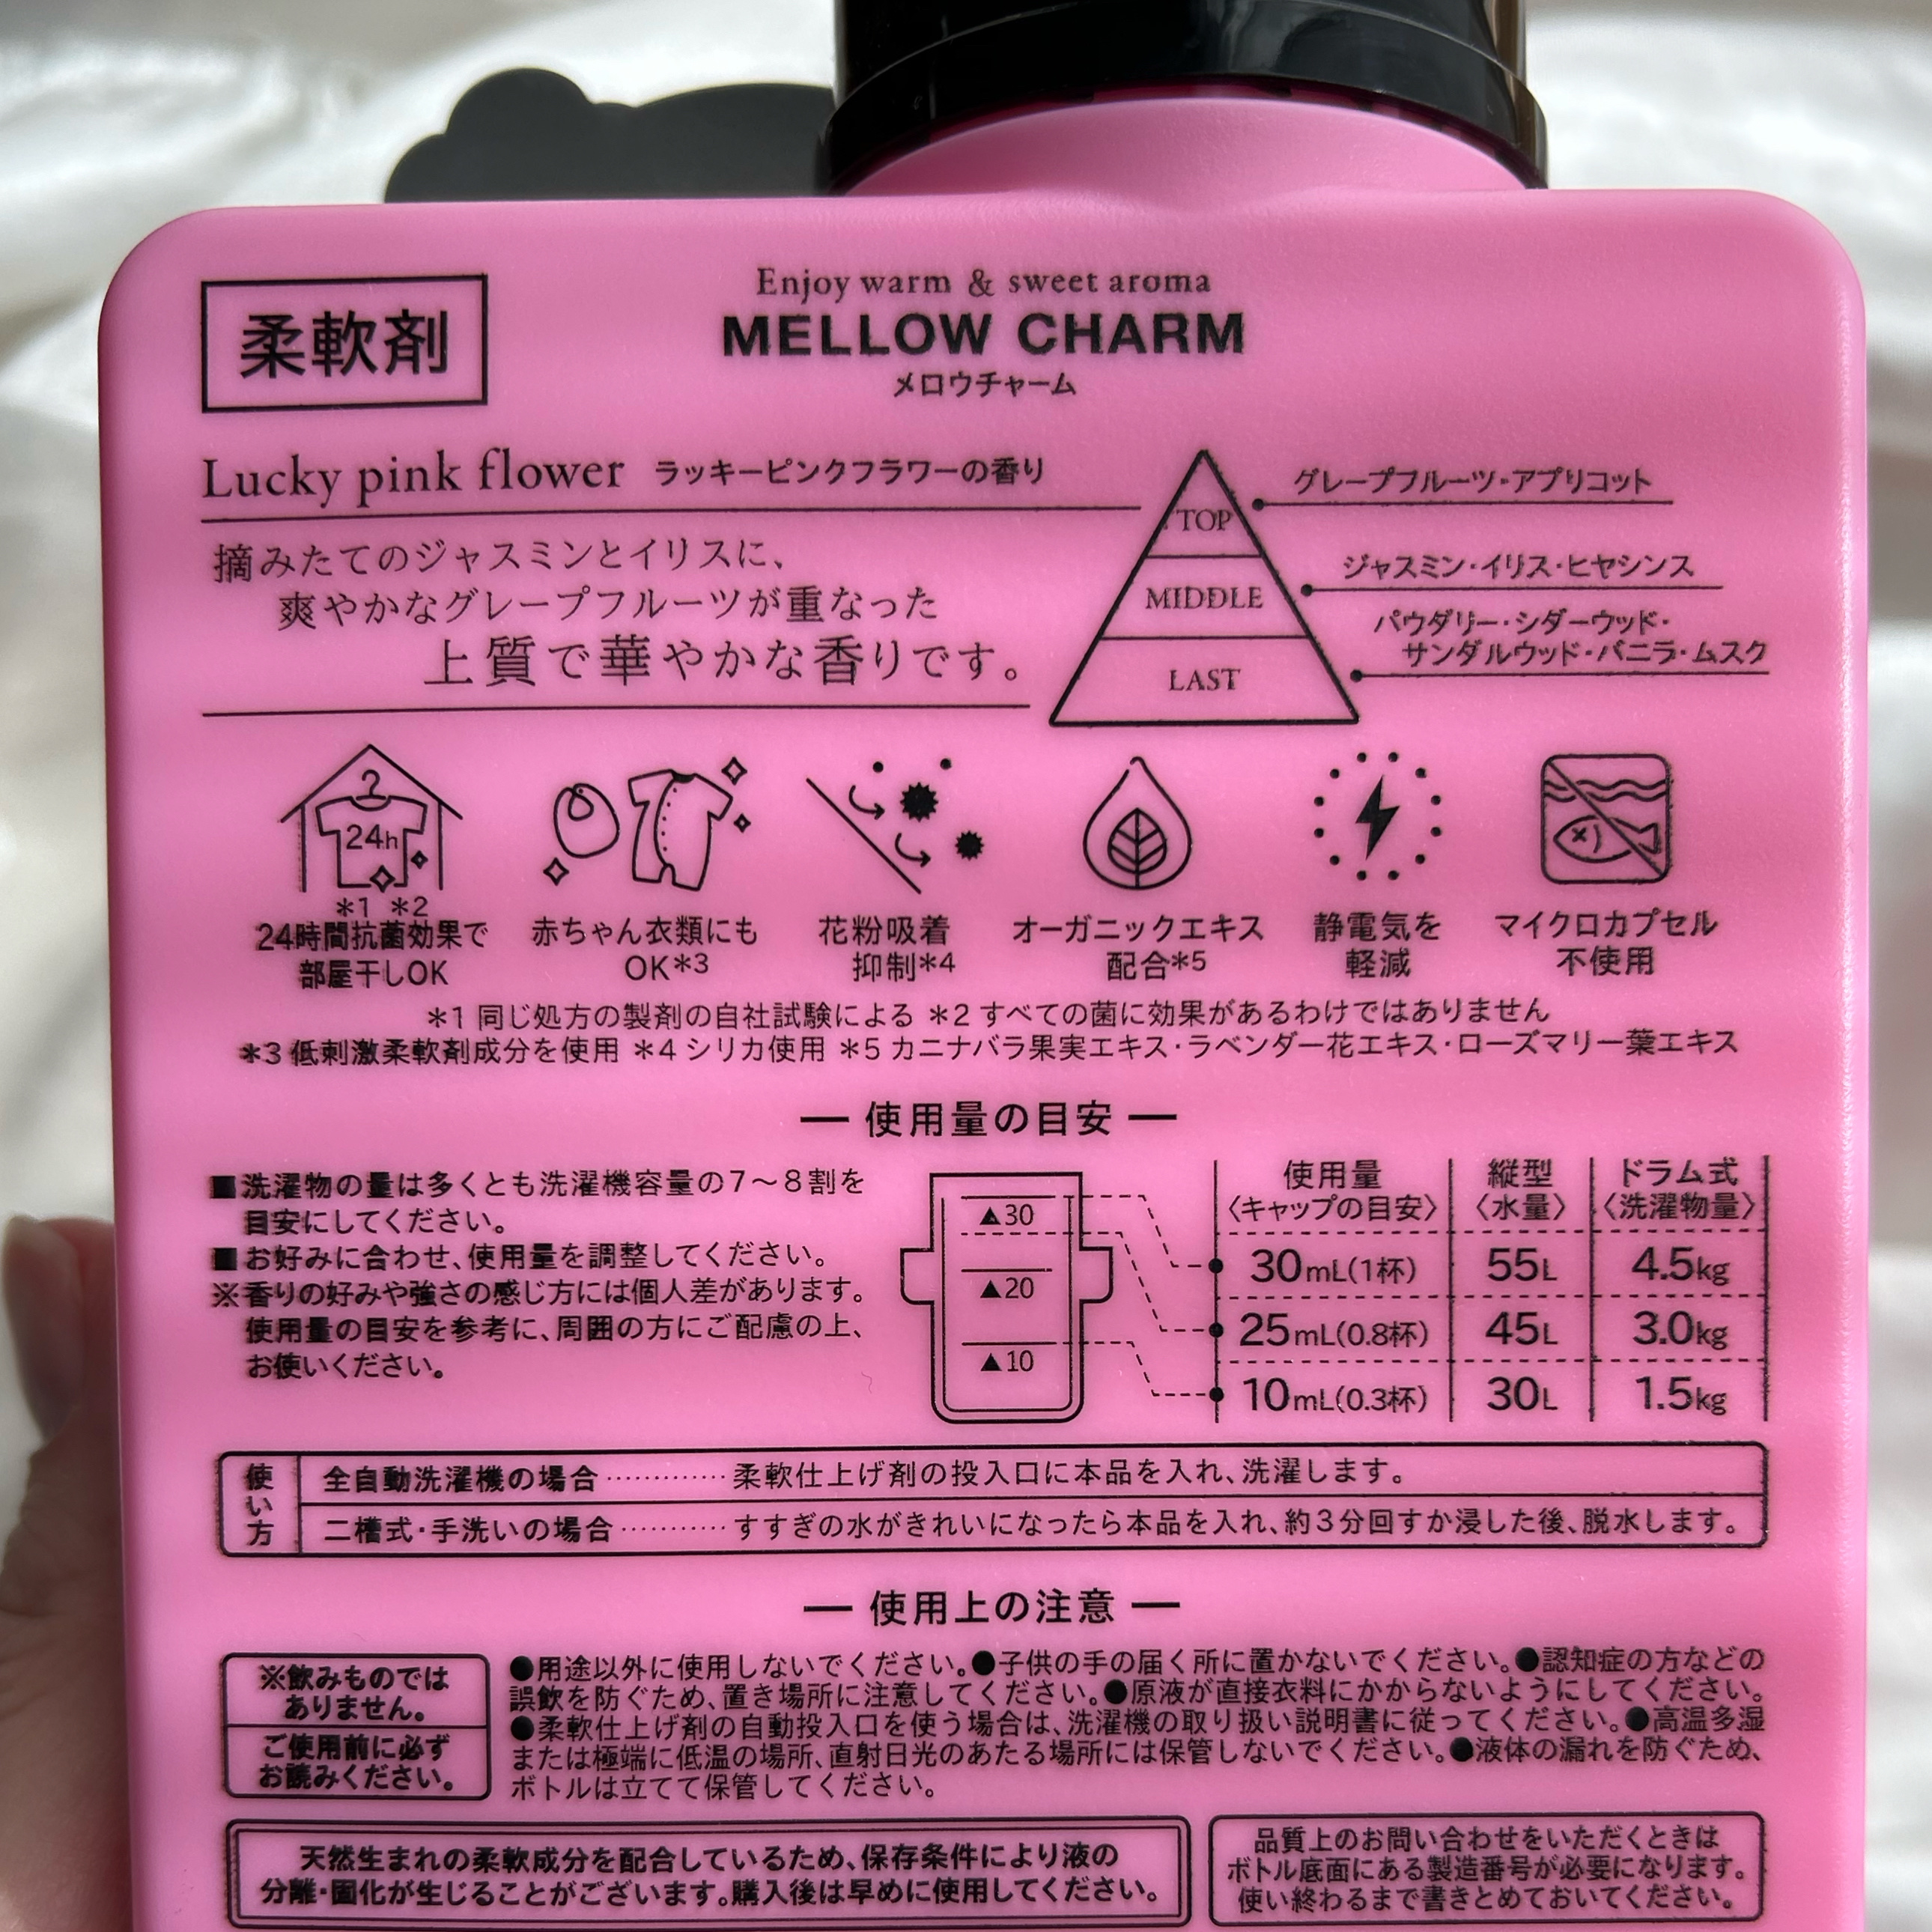 柔軟剤
Enjoy warm & sweet aroma
MELLOW CHARM
メロウチャーム
Lucky pink flower ラッキーピンクフラワーの香り
摘みたてのジャスミンとイリスに、
爽やかなグレープフルーツが重なった
上質で華やかな香りです。
TOP
グレープフルーツ・アプリコット
MIDDLE
ジャスミン・イリス・ヒヤシンス
LAST
パウダリー・シダーウッド・
サンダルウッド・バニラ・ムスク
24h
*1 *2
24時間抗菌効果で
部屋干しOK
赤ちゃん衣類にも
OK*3
花粉吸着
抑制*4
オーガニックエキス
配合*5
静電気を
軽減
マイクロカプセル
不使用
*1 同じ処方の製剤の自社試験による *2 すべての菌に効果があるわけではありません
*3 低刺激柔軟剤成分を使用 *4 シリカ使用 *5 カニナバラ果実エキス・ラベンダー花エキス・ローズマリー葉エキス
― 使用量の目安 ―
■洗濯物の量は多くとも洗濯機容量の7〜8割を
目安にしてください。
■お好みに合わせ、使用量を調整してください。
※香りの好みや強さの感じ方には個人差があります。
使用量の目安を参考に、周囲の方にご配慮の上、
お使いください。
▲30
▲20
▲10
使用量 縦型 ドラム式
〈キャップの目安〉 〈水量〉 〈洗濯物量〉
30mL(1杯) 55L 4.5kg
25mL(0.8杯) 45L 3.0kg
10mL(0.3杯) 30L 1.5kg
使い方
全自動洗濯機の場合…………柔軟仕上げ剤の投入口に本品を入れ、洗濯します。
二槽式・手洗いの場合…………すすぎの水がきれいになったら本品を入れ、約3分回すか浸した後、脱水します。
― 使用上の注意 ―
※飲みものでは
ありません。
ご使用前に必ず
お読みください。
●用途以外に使用しないでください。●子供の手の届く所に置かないでください。●認知症の方などの
誤飲を防ぐため、置き場所に注意してください。●原液が直接衣料にかからないようにしてください。
●柔軟仕上げ剤の自動投入口を使う場合は、洗濯機の取り扱い説明書に従ってください。●高温多湿
または極端に低温の場所、直射日光のあたる場所には保管しないでください。●液体の漏れを防ぐため、
ボトルは立てて保管してください。
天然生まれの柔軟成分を配合しているため、保存条件により液の
分離・固化が生じることがございます。購入後は早めに使用してください。
品質上のお問い合わせをいただくときは
ボトル底面にある製造番号が必要になります。
使い終わるまで書きとめておいてください。